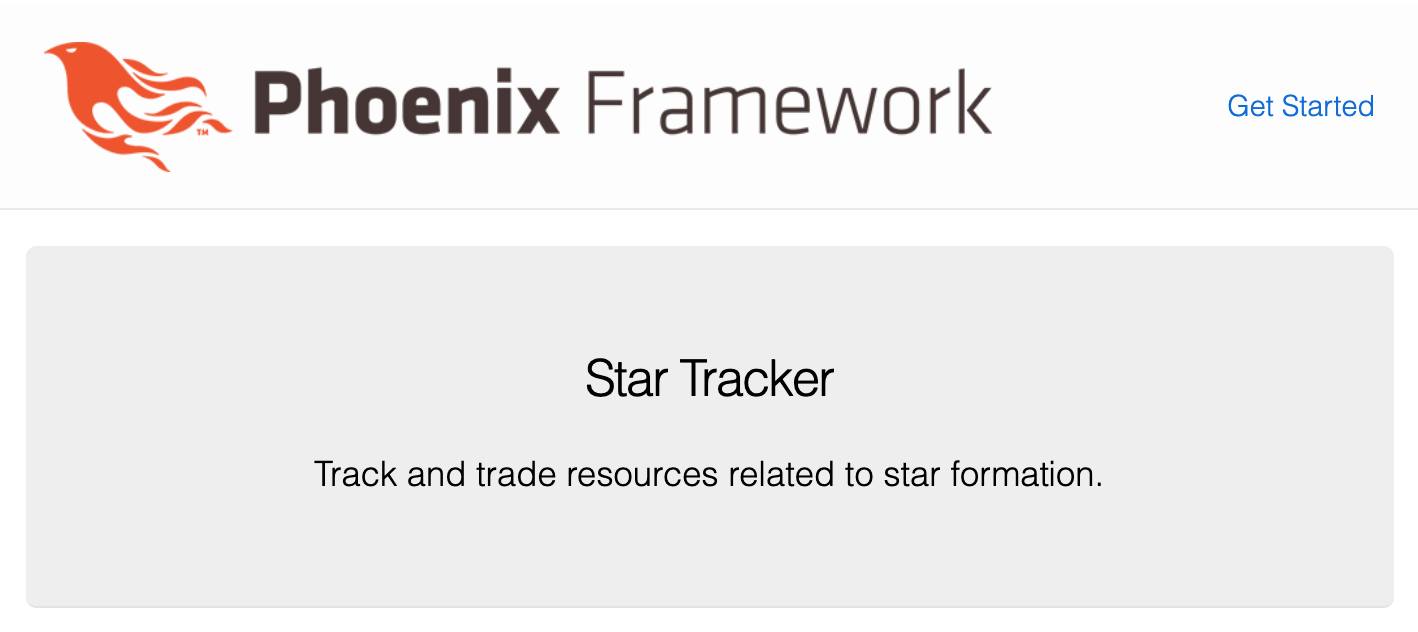 Phoenix Framework
TM
Get Started
Star Tracker
Track and trade resources related to star formation.